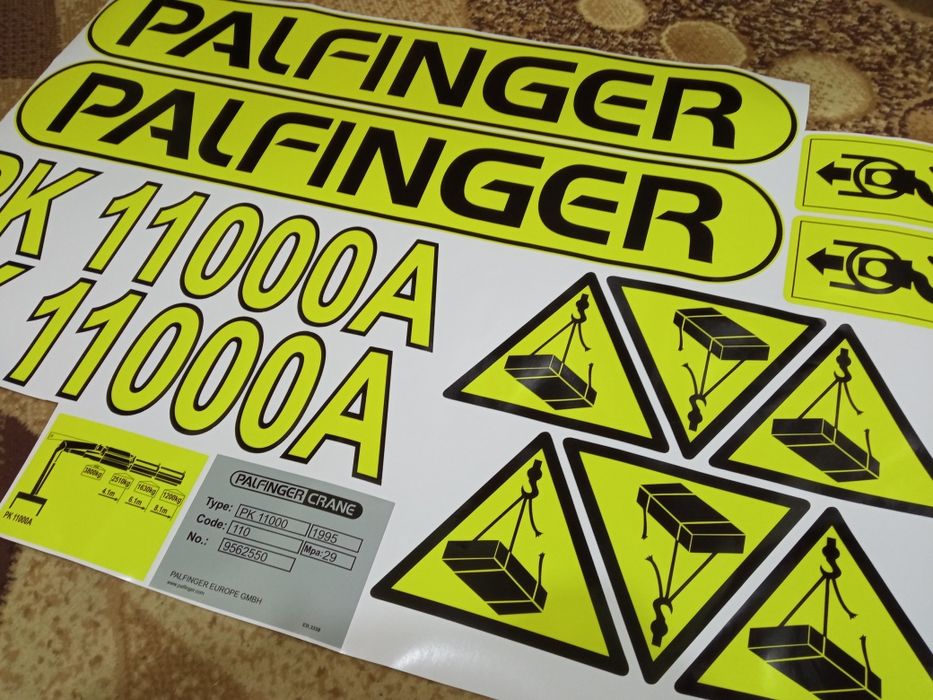 PALFINGER
PALFINGER
PK 11000A
11000A
3800kg 2510kg 1630kg 1200kg
4.1m 6.1m 8.1m
PK 11000A
PALFINGER CRANE
Type: PK 11000 1995
Code: 110
No.: 9562550 Mpa: 29
PALFINGER EUROPE GMBH
www.palfinger.com